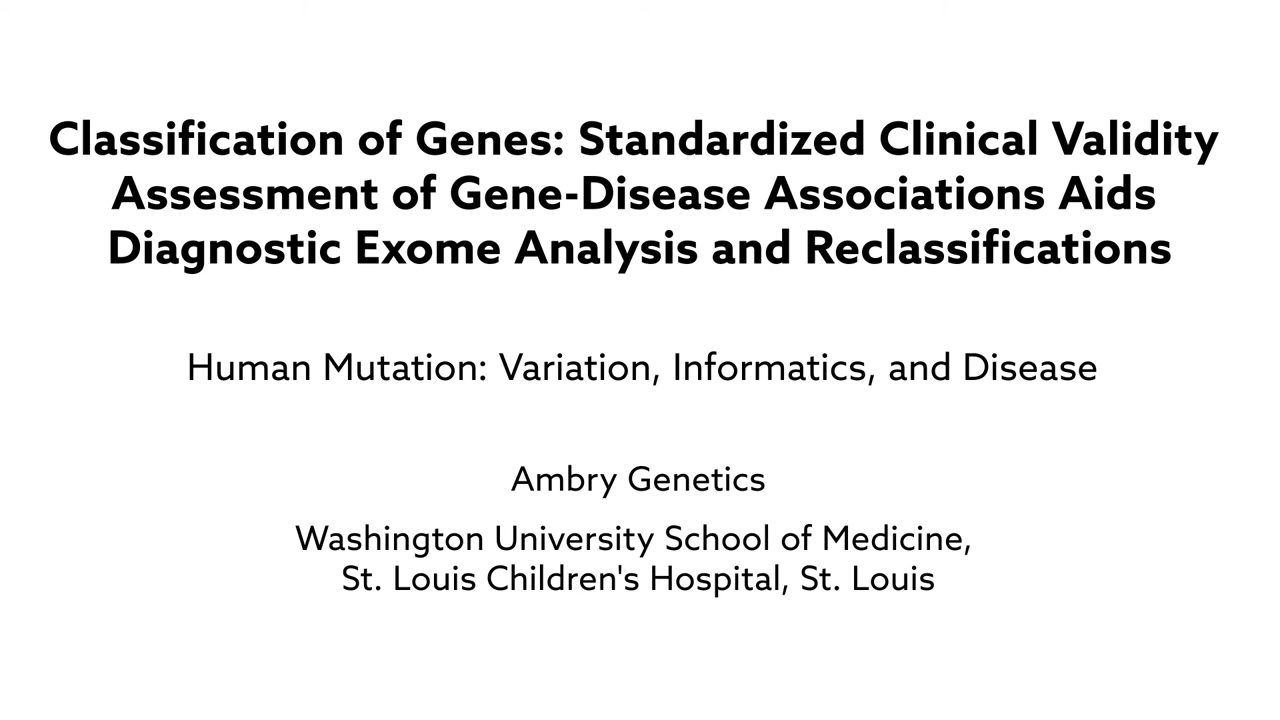 Classification of Genes: Standardized Clinical Validity
Assessment of Gene-Disease Associations Aids
Diagnostic Exome Analysis and Reclassifications
Human Mutation: Variation, Informatics, and Disease
Ambry Genetics
Washington University School of Medicine,
St. Louis Children's Hospital, St. Louis